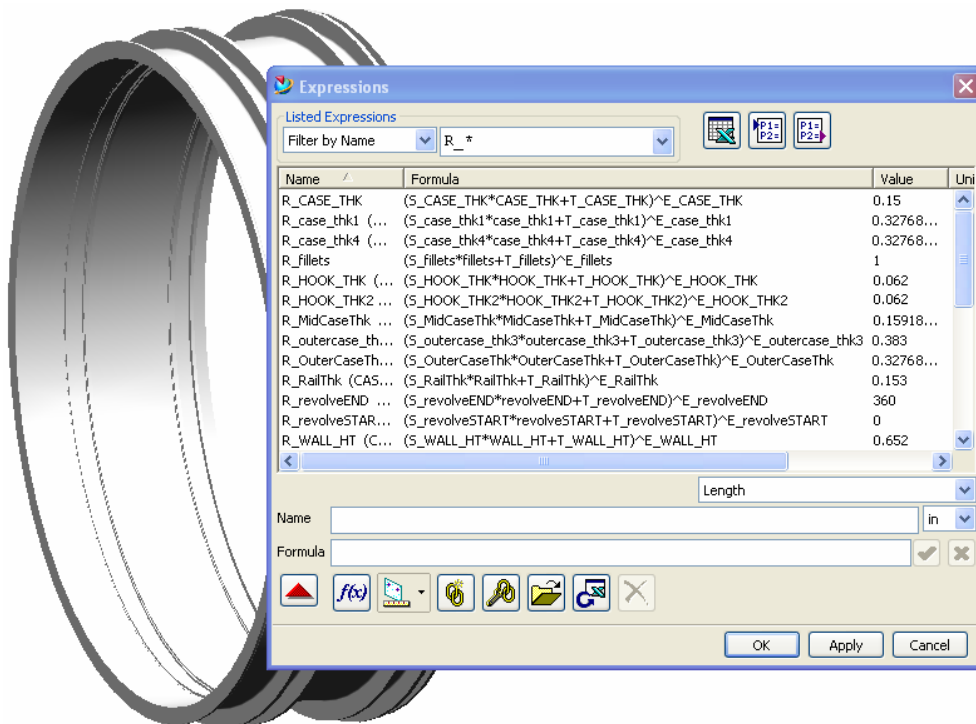 Expressions
Listed Expressions
Filter by Name R_*
P1= P1=
P2= P2=
Name Formula Value Uni
R_CASE_THK (S_CASE_THK*CASE_THK+T_CASE_THK)^E_CASE_THK 0.15
R_case_thk1 (... (S_case_thk1*case_thk1+T_case_thk1)^E_case_thk1 0.32768...
R_case_thk4 (... (S_case_thk4*case_thk4+T_case_thk4)^E_case_thk4 0.32768...
R_fillets (S_fillets*fillets+T_fillets)^E_fillets 1
R_HOOK_THK (... (S_HOOK_THK*HOOK_THK+T_HOOK_THK)^E_HOOK_THK 0.062
R_HOOK_THK2 ... (S_HOOK_THK2*HOOK_THK2+T_HOOK_THK2)^E_HOOK_THK2 0.062
R_MidCaseThk ... (S_MidCaseThk*MidCaseThk+T_MidCaseThk)^E_MidCaseThk 0.15918...
R_outercase_th... (S_outercase_thk3*outercase_thk3+T_outercase_thk3)^E_outercase_thk3 0.383
R_OuterCaseTh... (S_OuterCaseThk*OuterCaseThk+T_OuterCaseThk)^E_OuterCaseThk 0.32768...
R_RailThk (CAS... (S_RailThk*RailThk+T_RailThk)^E_RailThk 0.153
R_revolveEND ... (S_revolveEND*revolveEND+T_revolveEND)^E_revolveEND 360
R_revolveSTAR... (S_revolveSTART*revolveSTART+T_revolveSTART)^E_revolveSTART 0
R_WALL_HT (C... (S_WALL_HT*WALL_HT+T_WALL_HT)^E_WALL_HT 0.652
Length
Name in
Formula
f(x)
OK Apply Cancel